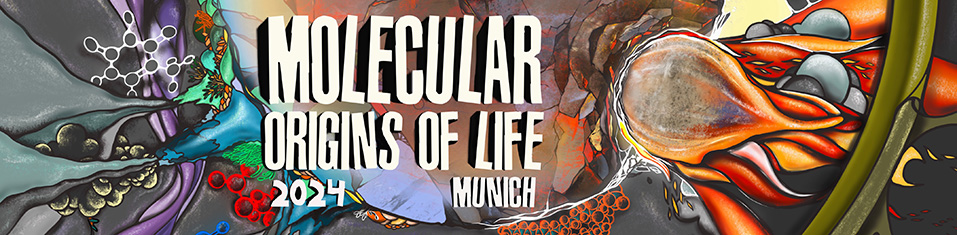 MOLECULAR
ORIGINS OF LIFE
2024 MUNICH